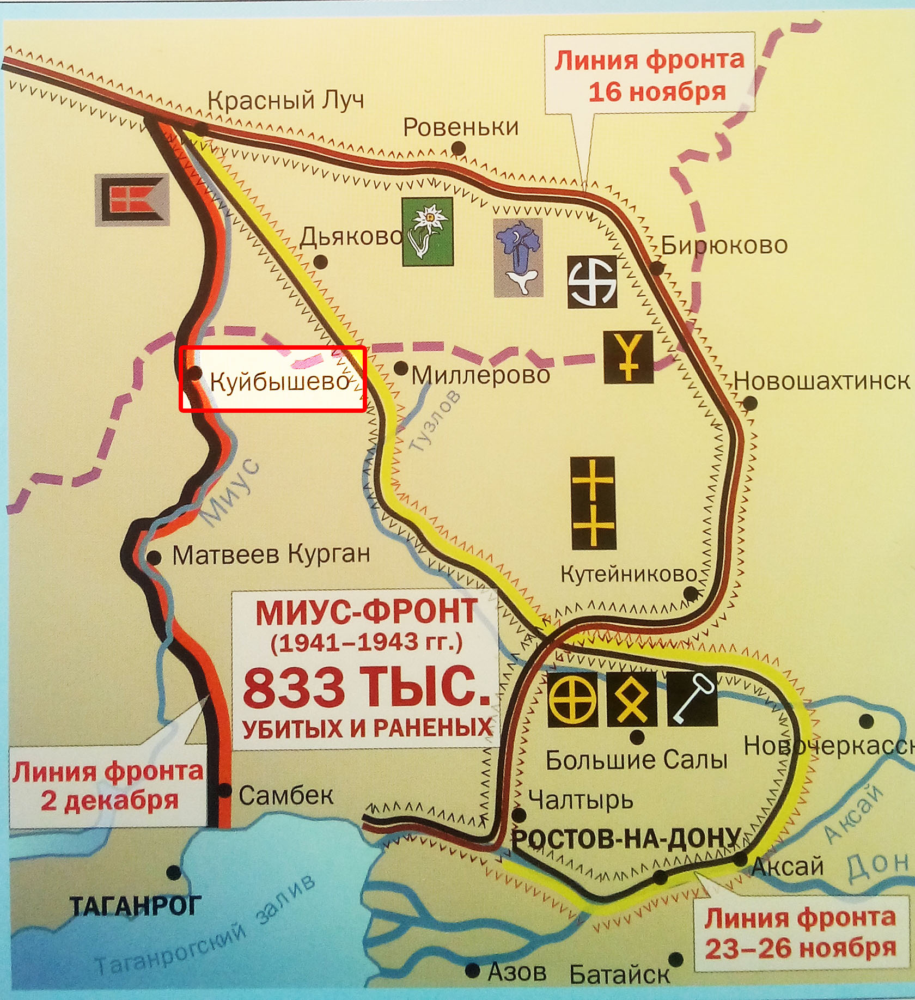 Линия фронта
16 ноября
Красный Луч
Ровеньки
Дьяково
Бирюково
Куйбышево
Миллерово
Новошахтинск
Тузлов
Миус
Матвеев Курган
Кутейниково
МИУС-ФРОНТ
(1941–1943 гг.)
833 ТЫС.
УБИТЫХ И РАНЕНЫХ
Линия фронта
2 декабря
Самбек
Большие Салы
Новочеркасск
Чалтырь
РОСТОВ-НА-ДОНУ
Аксай
Аксай
Дон
ТАГАНРОГ
Таганрогский залив
Линия фронта
23–26 ноября
Азов
Батайск